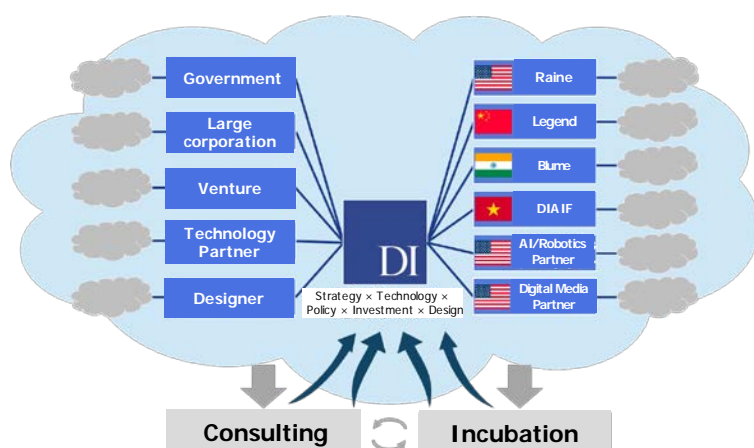 Government
Large
corporation
Venture
Technology
Partner
Designer
DI
Strategy × Technology ×
Policy × Investment × Design
Raine
Legend
Blume
DIAIF
AI/Robotics
Partner
Digital Media
Partner
Consulting
Incubation